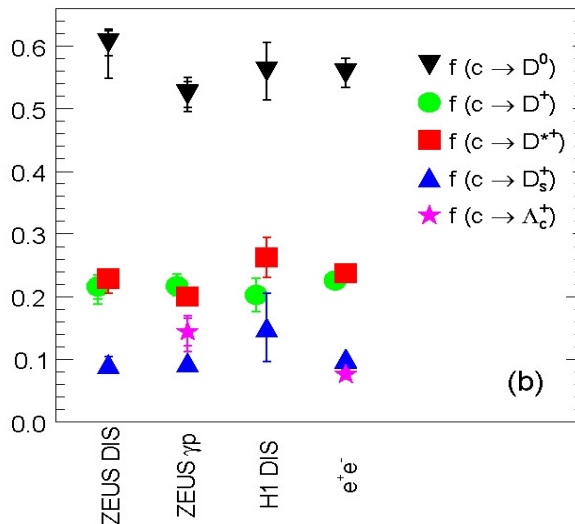 0.6
0.5
0.4
0.3
0.2
0.1
0.0
f (c → D⁰)
f (c → D⁺)
f (c → D*⁺)
f (c → Dₛ⁺)
f (c → Λ꜀⁺)
(b)
ZEUS DIS
ZEUS γp
H1 DIS
e⁺e⁻